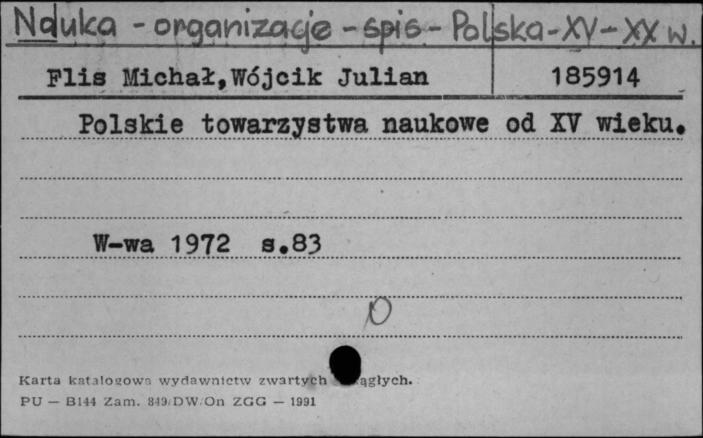 Nauka - organizacje - spis - Polska - XV - XX w.
Flis Michał,Wójcik Julian 185914
Polskie towarzystwa naukowe od XV wieku.
W-wa 1972 s.83
Karta katalogowa wydawnictw zwartych
PU — B144 Zam. 849/DW/On ZGG — 1991